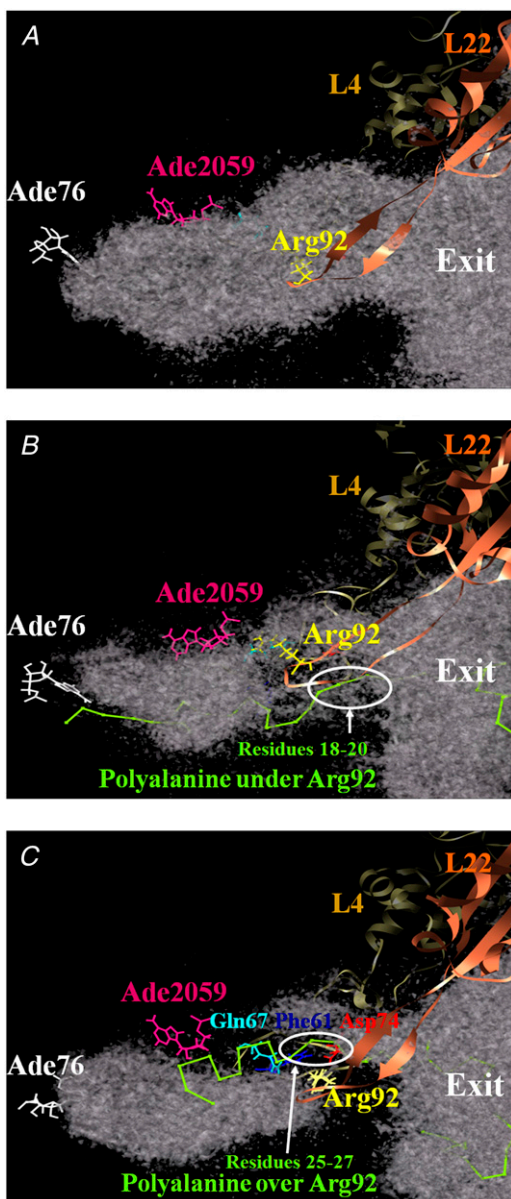 A
L22
L4
Ade2059
Ade76
Arg92
Exit
B
L22
L4
Ade2059
Ade76
Arg92
Exit
Residues 18-20
Polyalanine under Arg92
C
L22
L4
Ade2059
Gln67 Phe61 Asp74
Ade76
Arg92
Exit
Residues 25-27
Polyalanine over Arg92